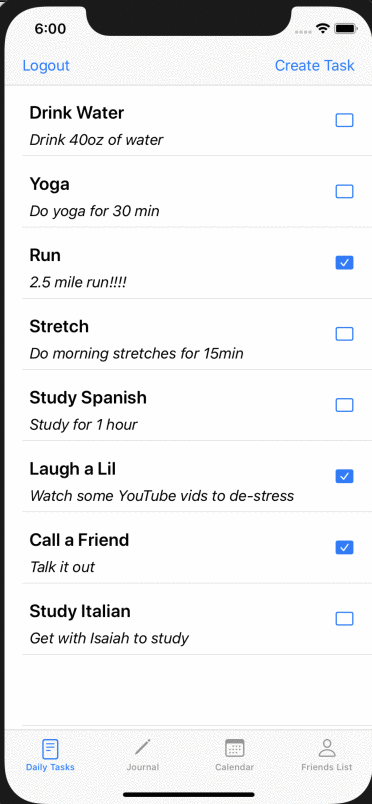 6:00
Logout Create Task
Drink Water
Drink 40oz of water
Yoga
Do yoga for 30 min
Run
2.5 mile run!!!!
Stretch
Do morning stretches for 15min
Study Spanish
Study for 1 hour
Laugh a Lil
Watch some YouTube vids to de-stress
Call a Friend
Talk it out
Study Italian
Get with Isaiah to study
Daily Tasks Journal Calendar Friends List